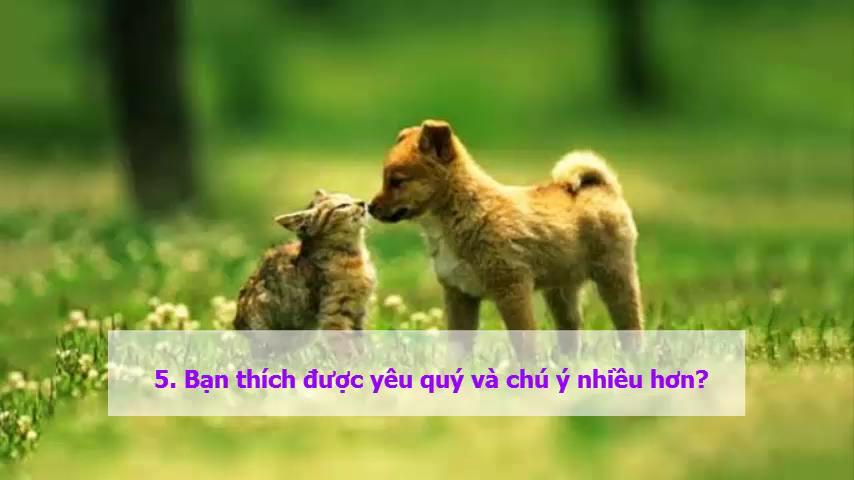 5. Bạn thích được yêu quý và chú ý nhiều hơn?